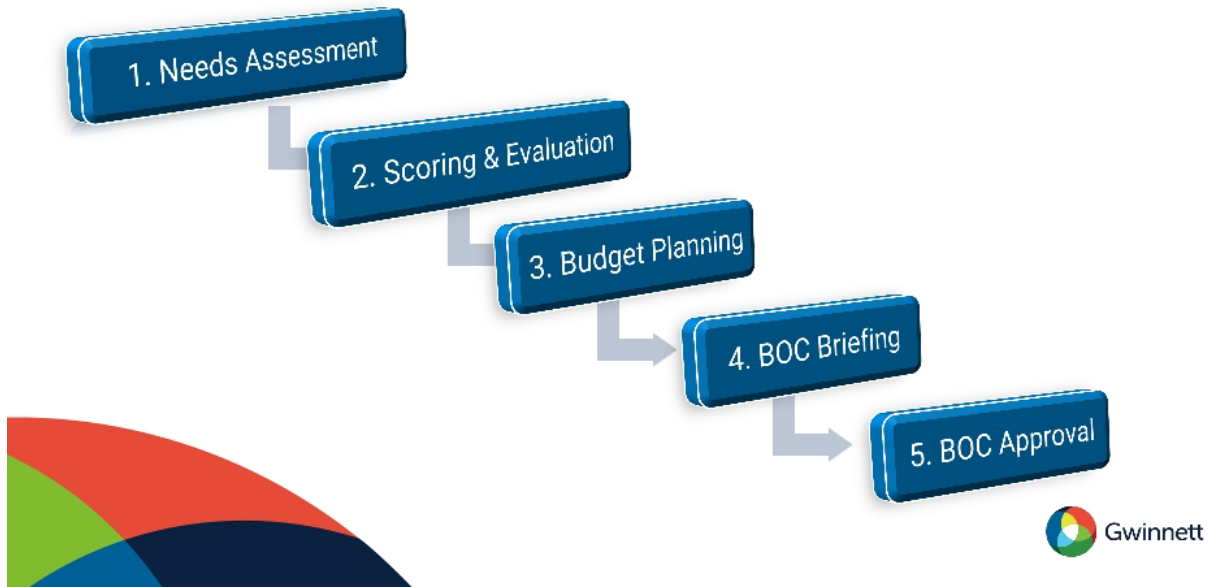 1. Needs Assessment
2. Scoring & Evaluation
3. Budget Planning
4. BOC Briefing
5. BOC Approval
Gwinnett